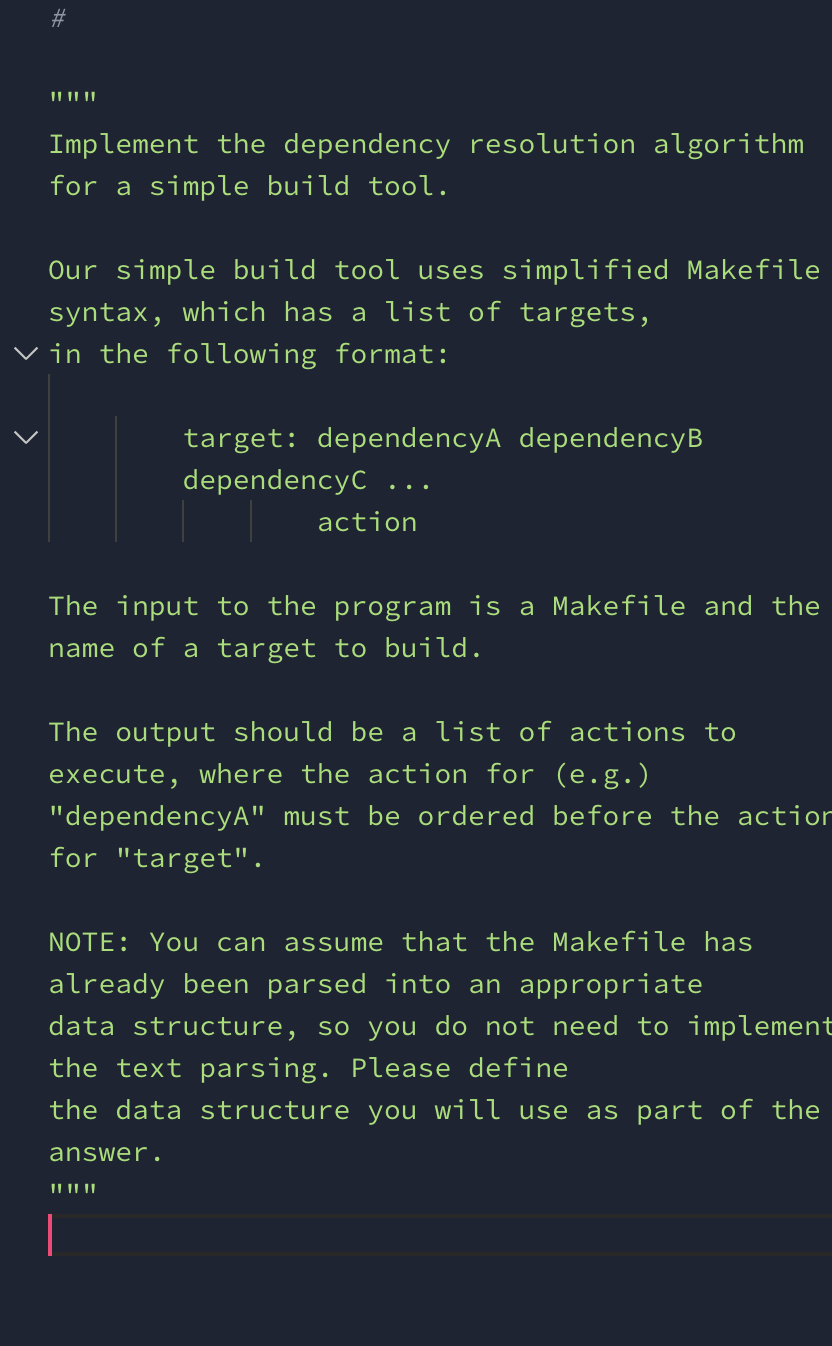 #
"""
Implement the dependency resolution algorithm
for a simple build tool.
Our simple build tool uses simplified Makefile
syntax, which has a list of targets,
in the following format:
target: dependencyA dependencyB
dependencyC ...
action
The input to the program is a Makefile and the
name of a target to build.
The output should be a list of actions to
execute, where the action for (e.g.)
"dependencyA" must be ordered before the action
for "target".
NOTE: You can assume that the Makefile has
already been parsed into an appropriate
data structure, so you do not need to implement
the text parsing. Please define
the data structure you will use as part of the
answer.
"""